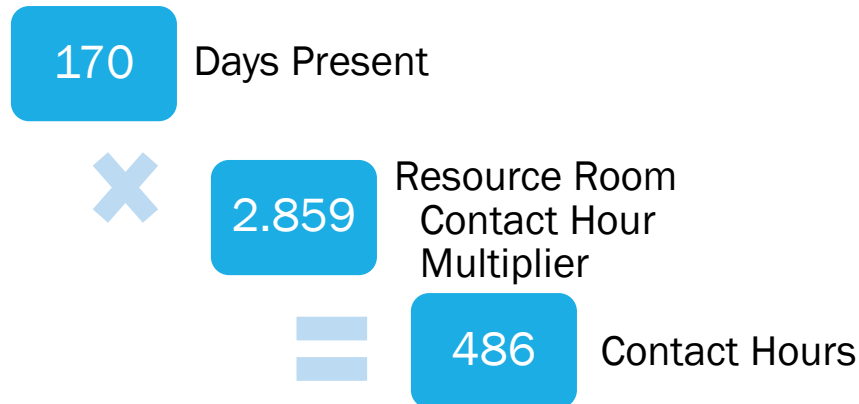 170 Days Present
2.859 Resource Room
Contact Hour
Multiplier
486 Contact Hours